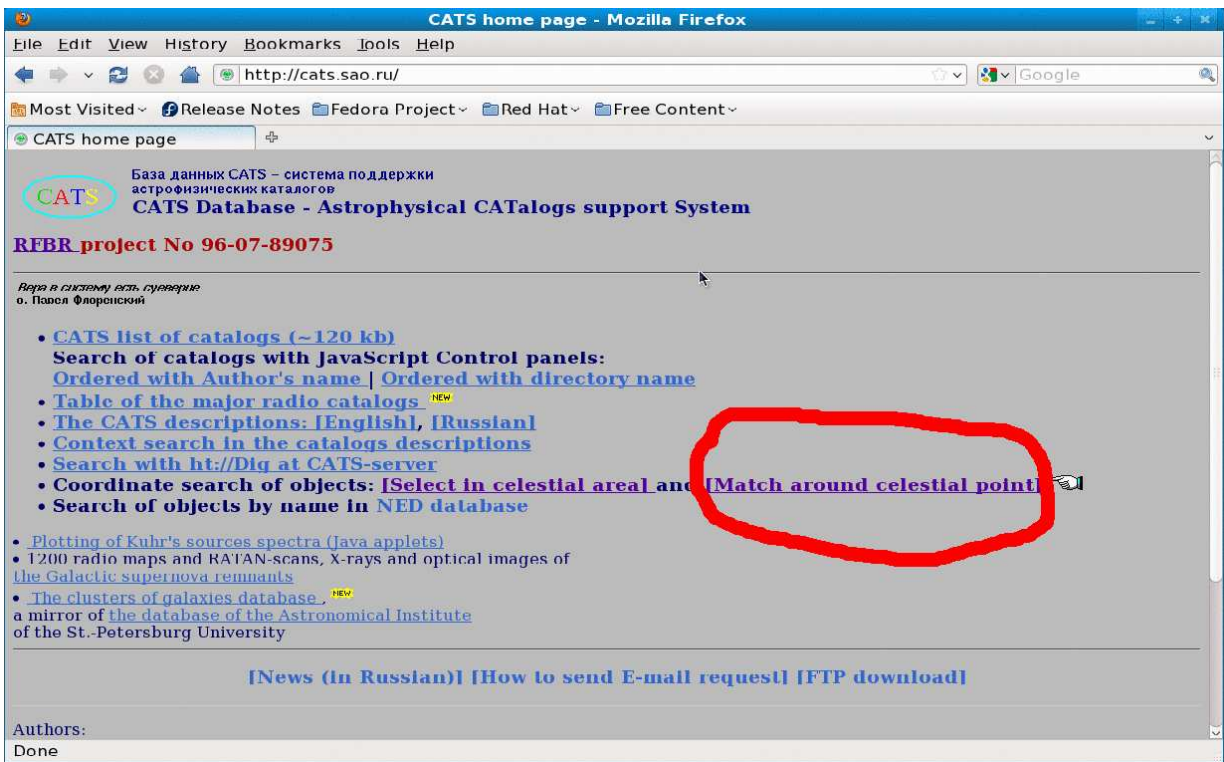 CATS home page - Mozilla Firefox
File Edit View History Bookmarks Tools Help
http://cats.sao.ru/ Google
Most Visited Release Notes Fedora Project Red Hat Free Content
CATS home page
CATS
База данных CATS – система поддержки
астрофизических каталогов
CATS Database - Astrophysical CATalogs support System
RFBR project No 96-07-89075
Вера в систему есть суеверие
о. Павел Флоренский
• CATS list of catalogs (~120 kb)
Search of catalogs with JavaScript Control panels:
Ordered with Author's name | Ordered with directory name
• Table of the major radio catalogs NEW
• The CATS descriptions: [English], [Russian]
• Context search in the catalogs descriptions
• Search with ht://Dig at CATS-server
• Coordinate search of objects: [Select in celestial area] and [Match around celestial point]
• Search of objects by name in NED database
• Plotting of Kuhr's sources spectra (Java applets)
• 1200 radio maps and RATAN-scans, X-rays and optical images of
the Galactic supernova remnants
• The clusters of galaxies database , NEW
a mirror of the database of the Astronomical Institute
of the St.-Petersburg University
[News (in Russian)] [How to send E-mail request] [FTP download]
Authors:
Done